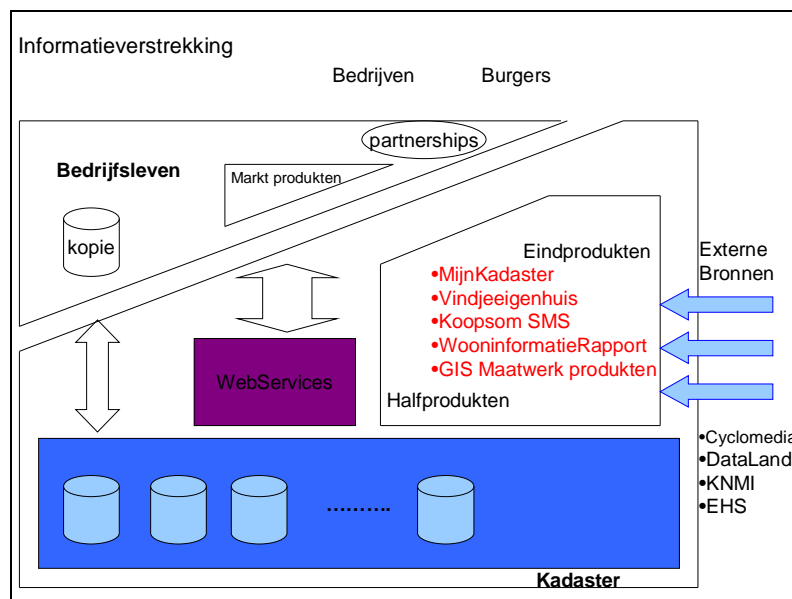 Informatieverstrekking
Bedrijven
Burgers
partnerships
Bedrijfsleven
Markt produkten
kopie
Eindprodukten
•MijnKadaster
•Vindjeeigenhuis
•Koopsom SMS
•WooninformatieRapport
•GIS Maatwerk produkten
Halfprodukten
Externe
Bronnen
WebServices
•Cyclomedia
•DataLand
•KNMI
•EHS
..........
Kadaster